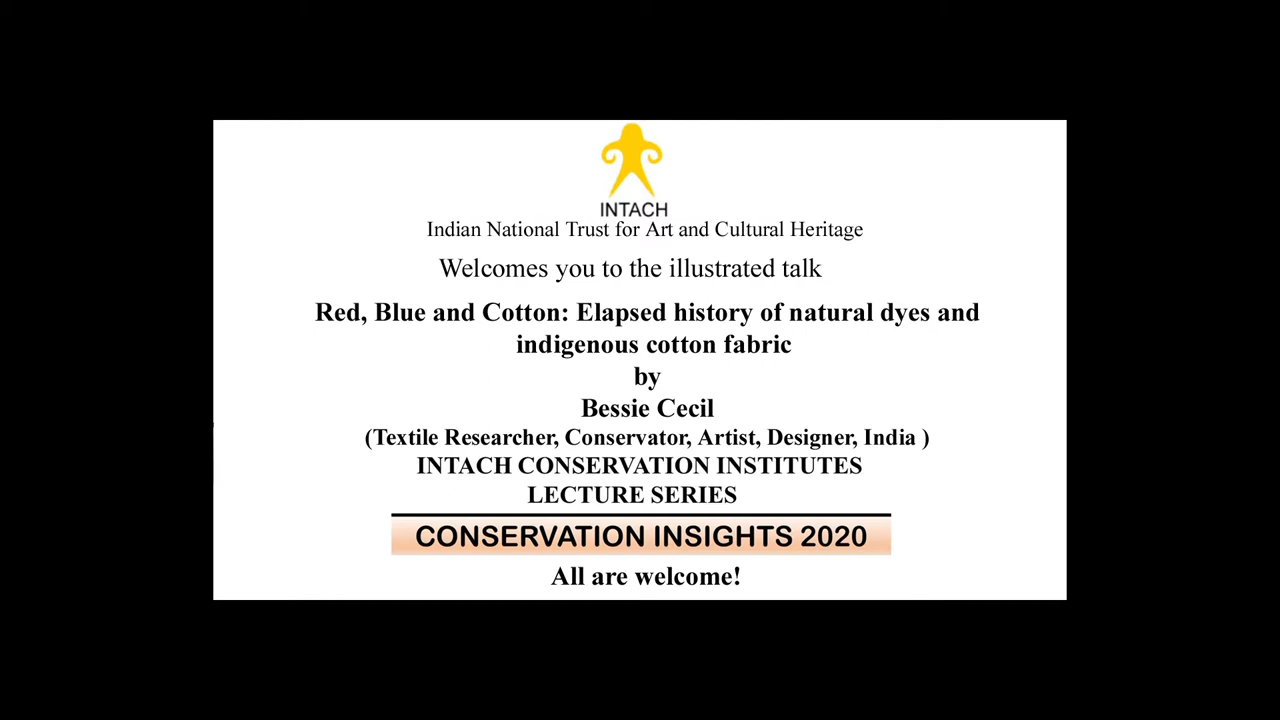 INTACH
Indian National Trust for Art and Cultural Heritage
Welcomes you to the illustrated talk
Red, Blue and Cotton: Elapsed history of natural dyes and
indigenous cotton fabric
by
Bessie Cecil
(Textile Researcher, Conservator, Artist, Designer, India )
INTACH CONSERVATION INSTITUTES
LECTURE SERIES
CONSERVATION INSIGHTS 2020
All are welcome!